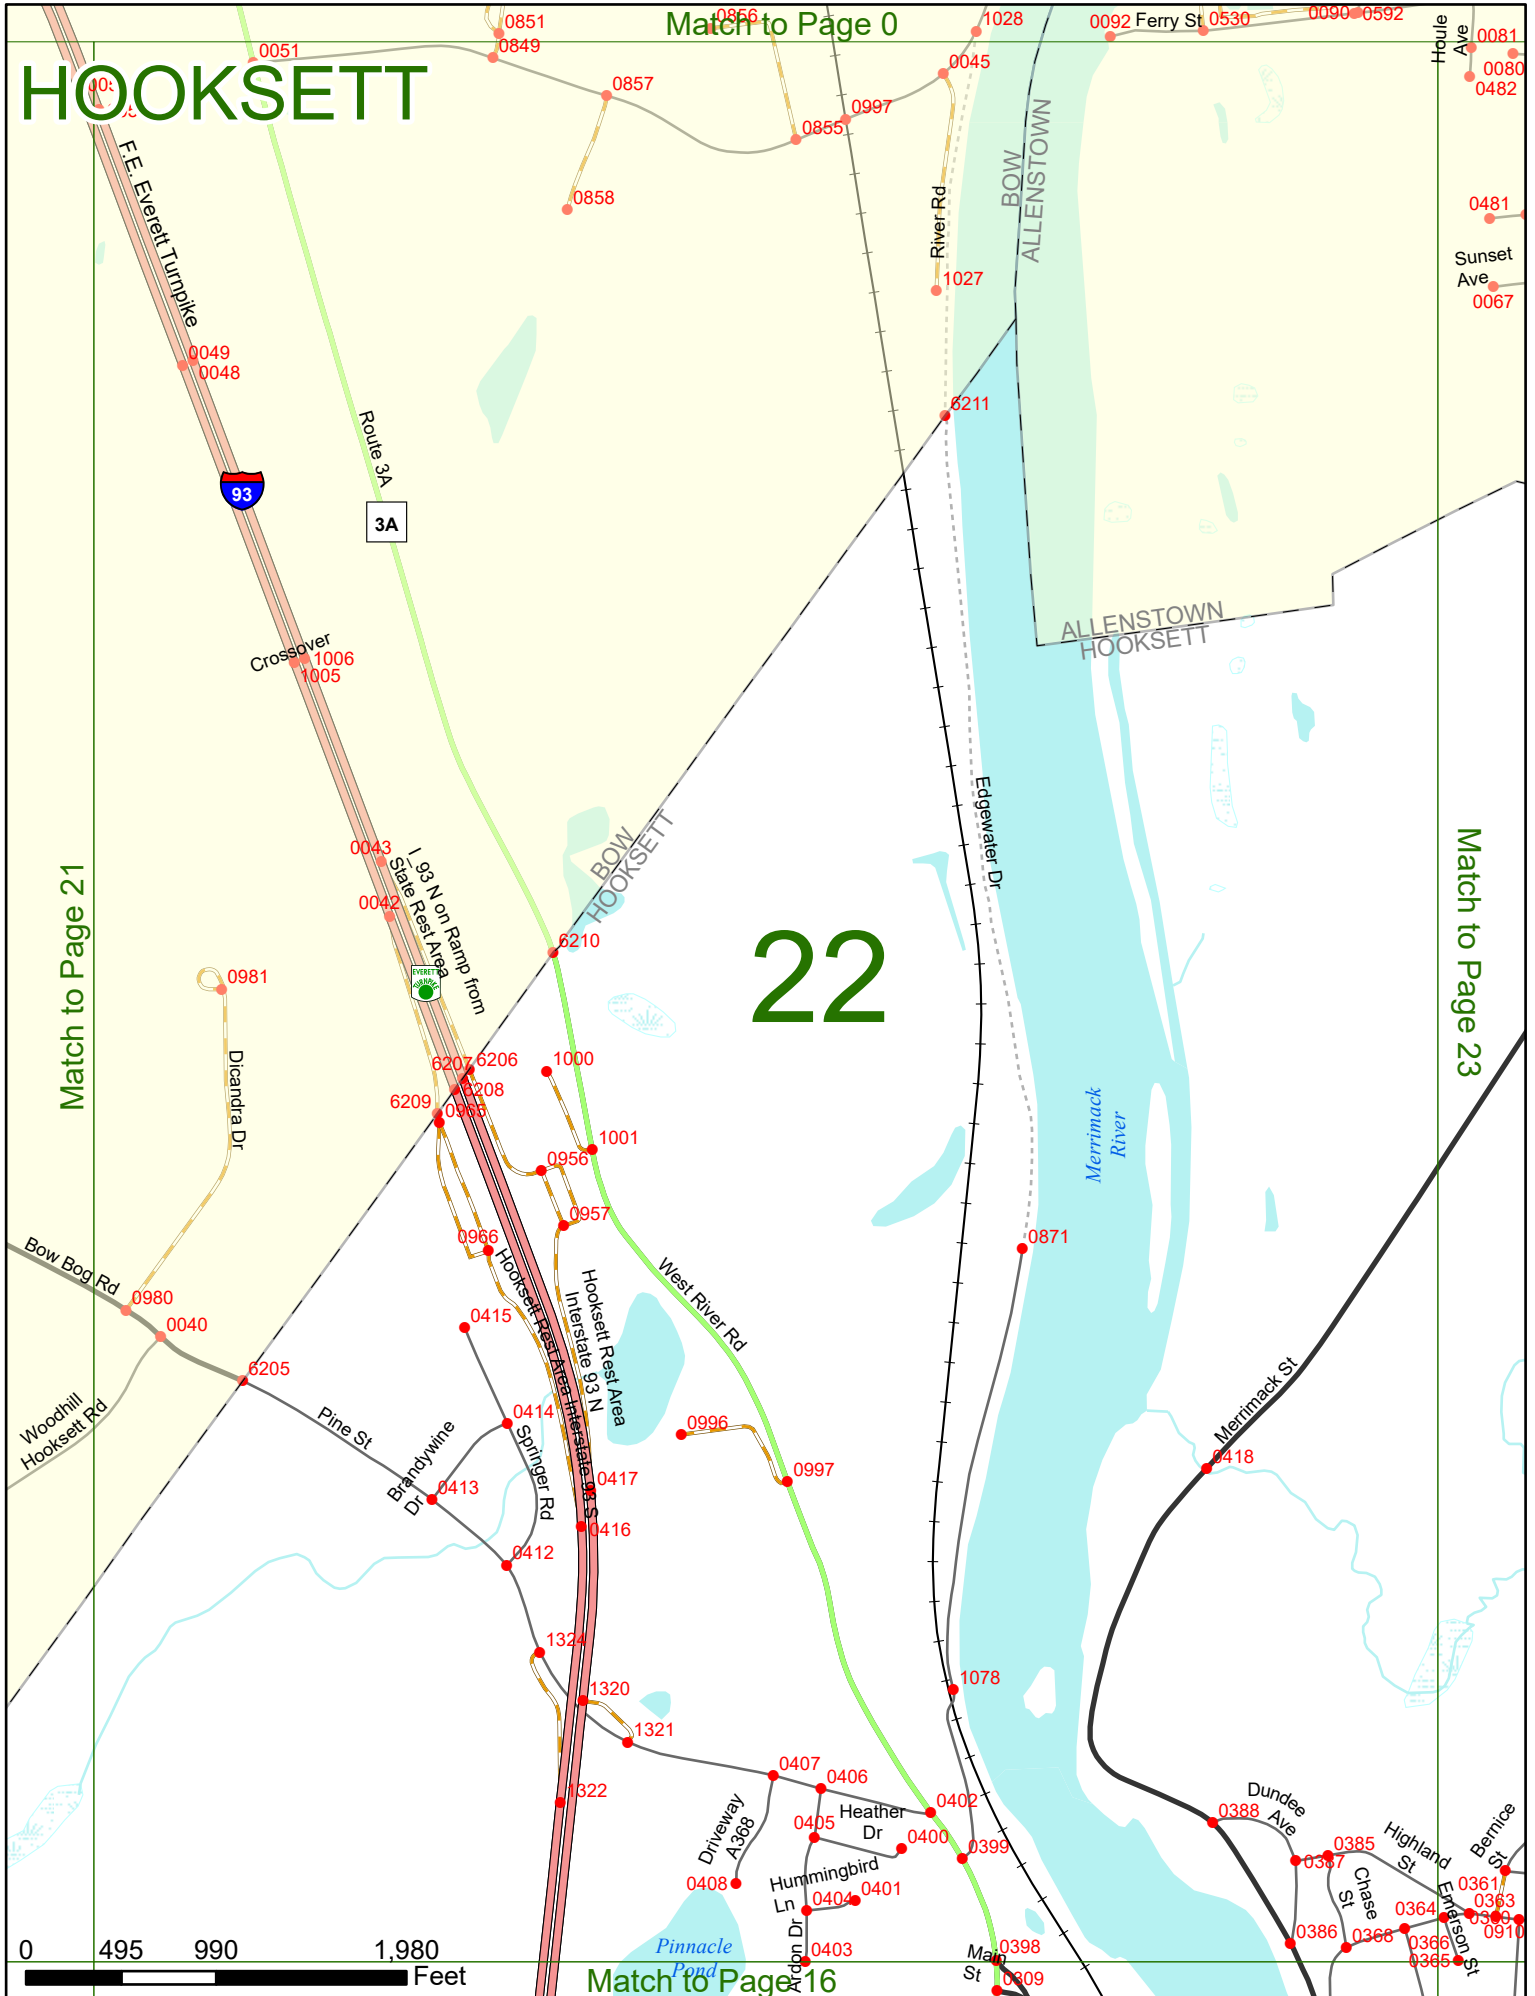 Match to Page 0
HOOKSETT
0851
0856
1028
0092
Ferry St
0530
0090
0592
Houle
Ave
0081
0080
0482
0051
0849
0045
0857
0997
0855
0858
BOW
ALLENSTOWN
River Rd
1027
0481
Sunset
Ave
0067
F.E. Everett Turnpike
0049
0048
6211
Route 3A
93
3A
ALLENSTOWN
HOOKSETT
Crossover
1006
1005
Edgewater Dr
BOW
HOOKSETT
0043
0042
I_93 N on Ramp from
State Rest Area
Match to Page 21
Match to Page 23
22
6210
EVERETT
TURNPIKE
0981
Dicandra Dr
6207
6206
6208
6209
0965
1000
1001
0956
0957
0966
Merrimack
River
0871
Bow Bog Rd
0980
0040
6205
Woodhill
Hooksett Rd
Pine St
0415
Hooksett Rest Area Interstate 93 S
Hooksett Rest Area
Interstate 93 N
West River Rd
Merrimack St
0414
Brandywine
Dr
0413
Springer Rd
0996
0997
0418
0417
0416
0412
1324
1320
1321
1078
1322
0407
0406
0402
Driveway
A368
Heather
Dr
0405
0400
0399
0408
Hummingbird
Ln
0404
0401
Ardon Dr
0403
0388
Dundee
Ave
0387
0385
Highland
St
Bernice
St
Chase
St
0361
0363
0364
0360
0910
Emerson St
0386
0368
0366
0365
0398
Main
St
0309
Pinnacle
Pond
0
495
990
1,980
Feet
Match to Page 16